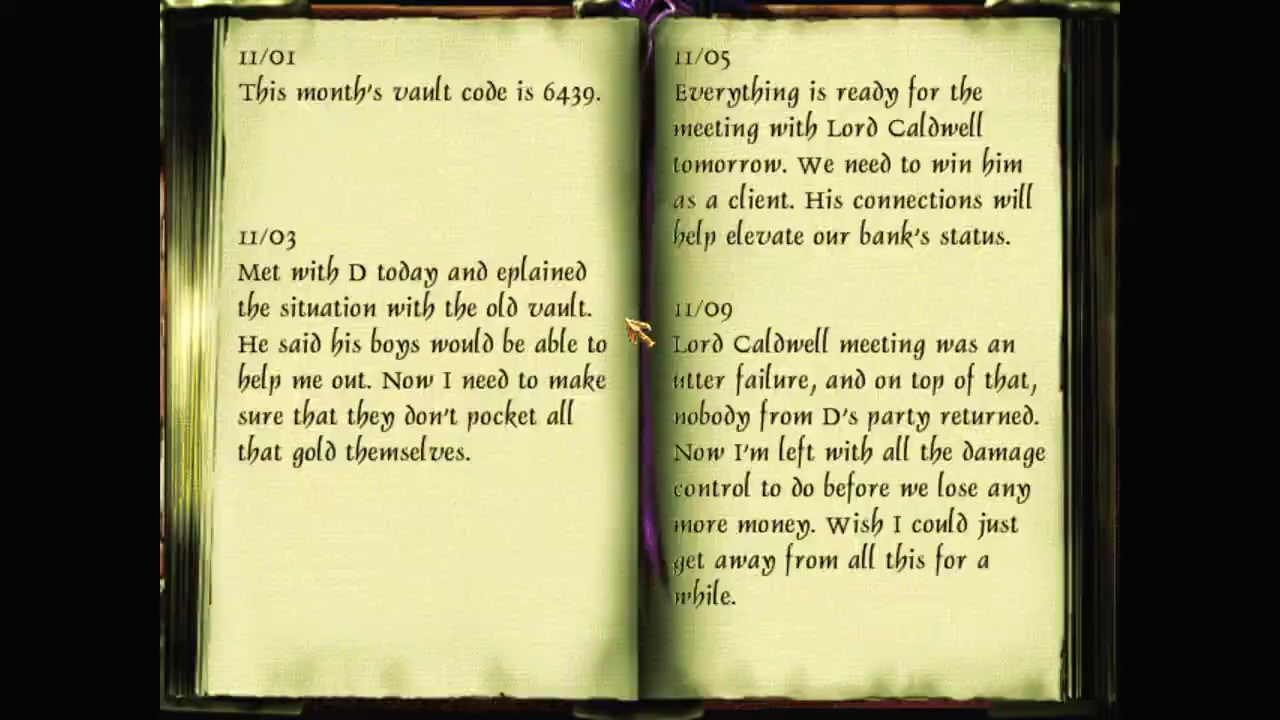 11/01
This month's vault code is 6439.
11/03
Met with D today and eplained
the situation with the old vault.
He said his boys would be able to
help me out. Now I need to make
sure that they don't pocket all
that gold themselves.
11/05
Everything is ready for the
meeting with Lord Caldwell
tomorrow. We need to win him
as a client. His connections will
help elevate our bank's status.
11/09
Lord Caldwell meeting was an
utter failure, and on top of that,
nobody from D's party returned.
Now I'm left with all the damage
control to do before we lose any
more money. Wish I could just
get away from all this for a
while.